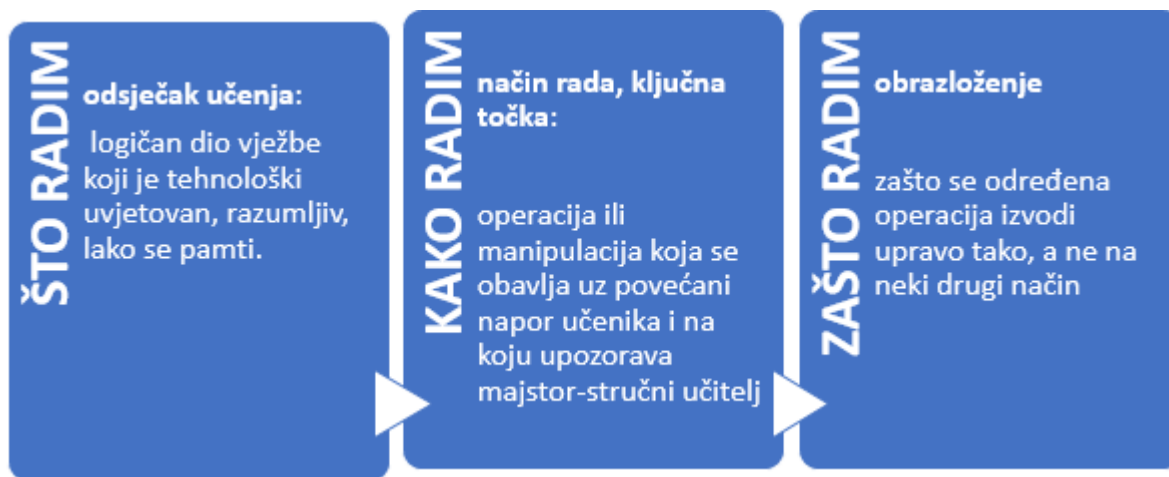 ŠTO RADIM
odsječak učenja:
logičan dio vježbe
koji je tehnološki
uvjetovan, razumljiv,
lako se pamti.
KAKO RADIM
način rada, ključna
točka:
operacija ili
manipulacija koja se
obavlja uz povećani
napor učenika i na
koju upozorava
majstor-stručni učitelj
ZAŠTO RADIM
obrazloženje
zašto se određena
operacija izvodi
upravo tako, a ne na
neki drugi način